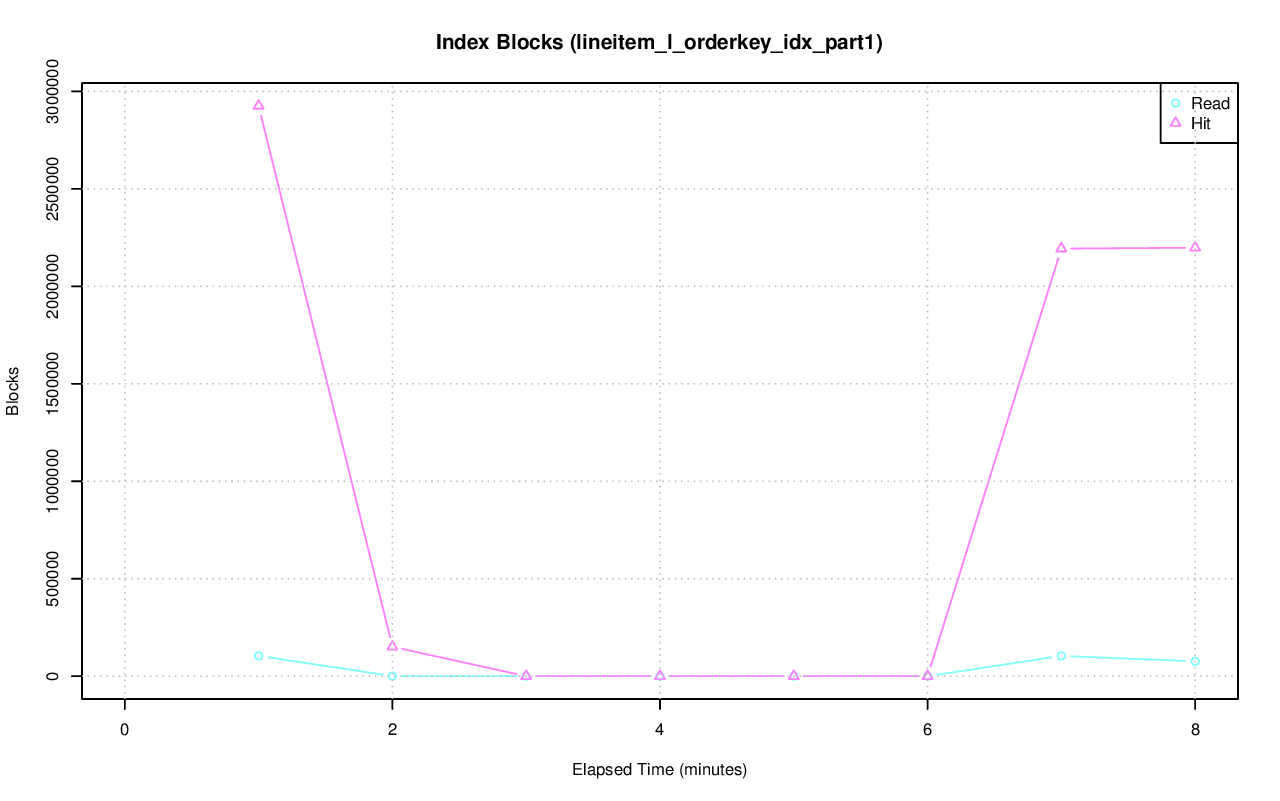 Index Blocks (lineitem_l_orderkey_idx_part1)
3000000
2500000
2000000
1500000
1000000
500000
0
Blocks
Read
Hit
0 2 4 6 8
Elapsed Time (minutes)